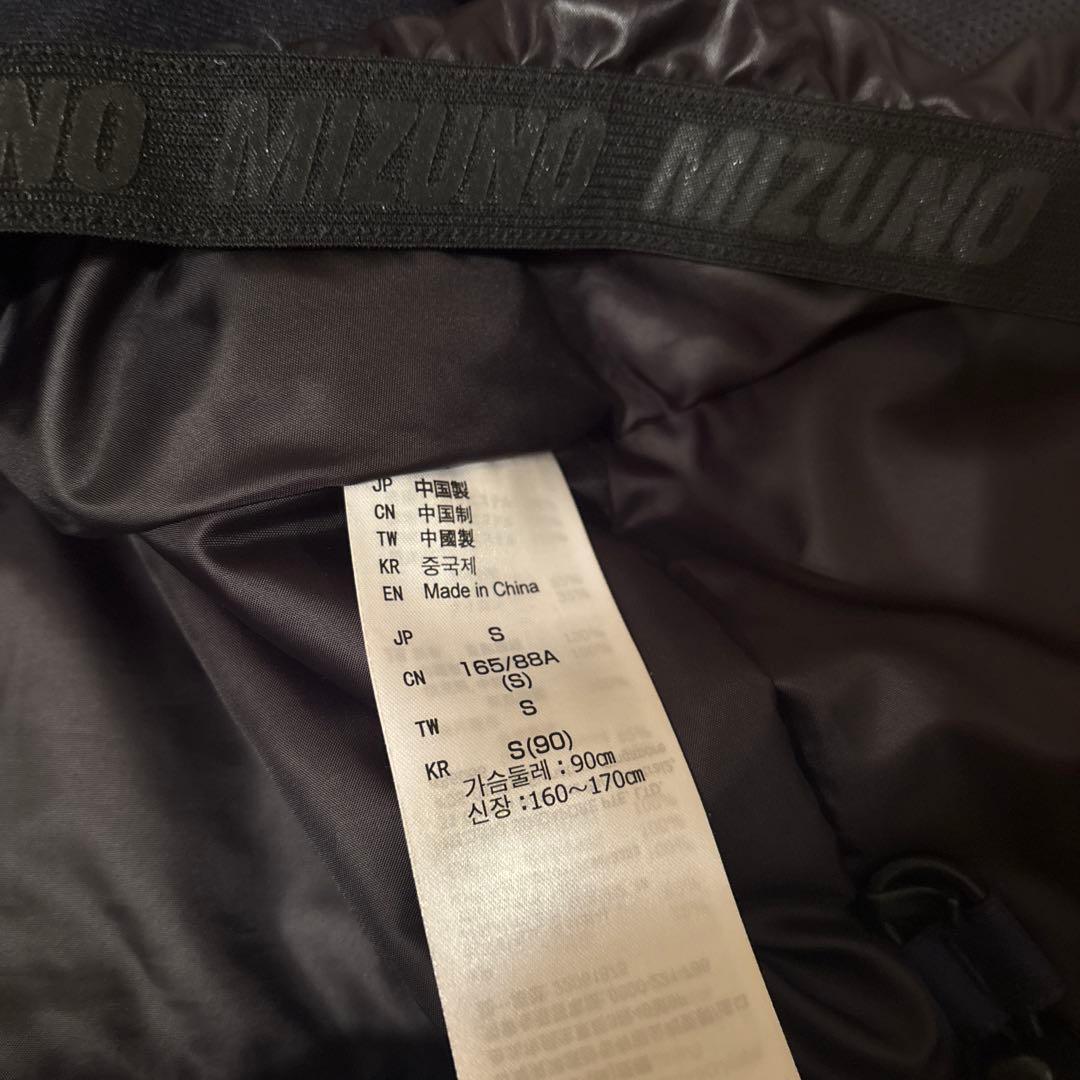 NO MIZUNO MIZUNO
JP 中国製
CN 中国制
TW 中國製
KR 중국제
EN Made in China
JP S
CN 165/88A
(S)
TW S
KR S(90)
가슴둘레 : 90㎝
신장 : 160~170㎝